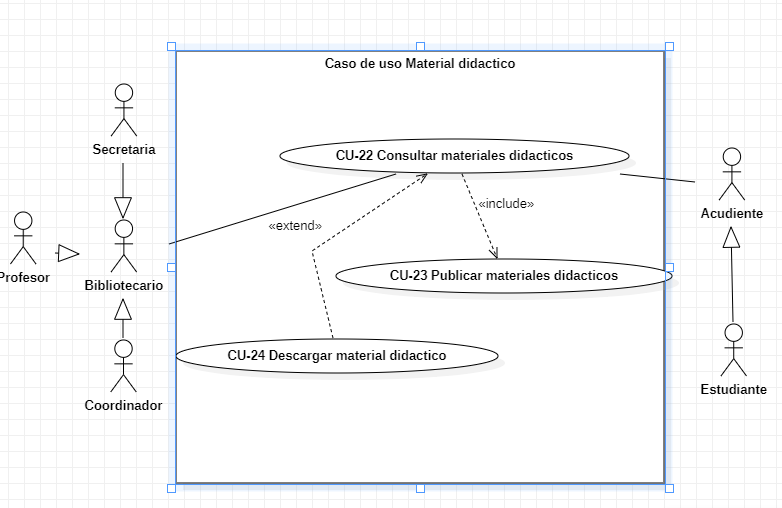 Caso de uso Material didactico
Secretaria
CU-22 Consultar materiales didacticos
«include»
Acudiente
«extend»
Profesor
Bibliotecario
CU-23 Publicar materiales didacticos
CU-24 Descargar material didactico
Estudiante
Coordinador